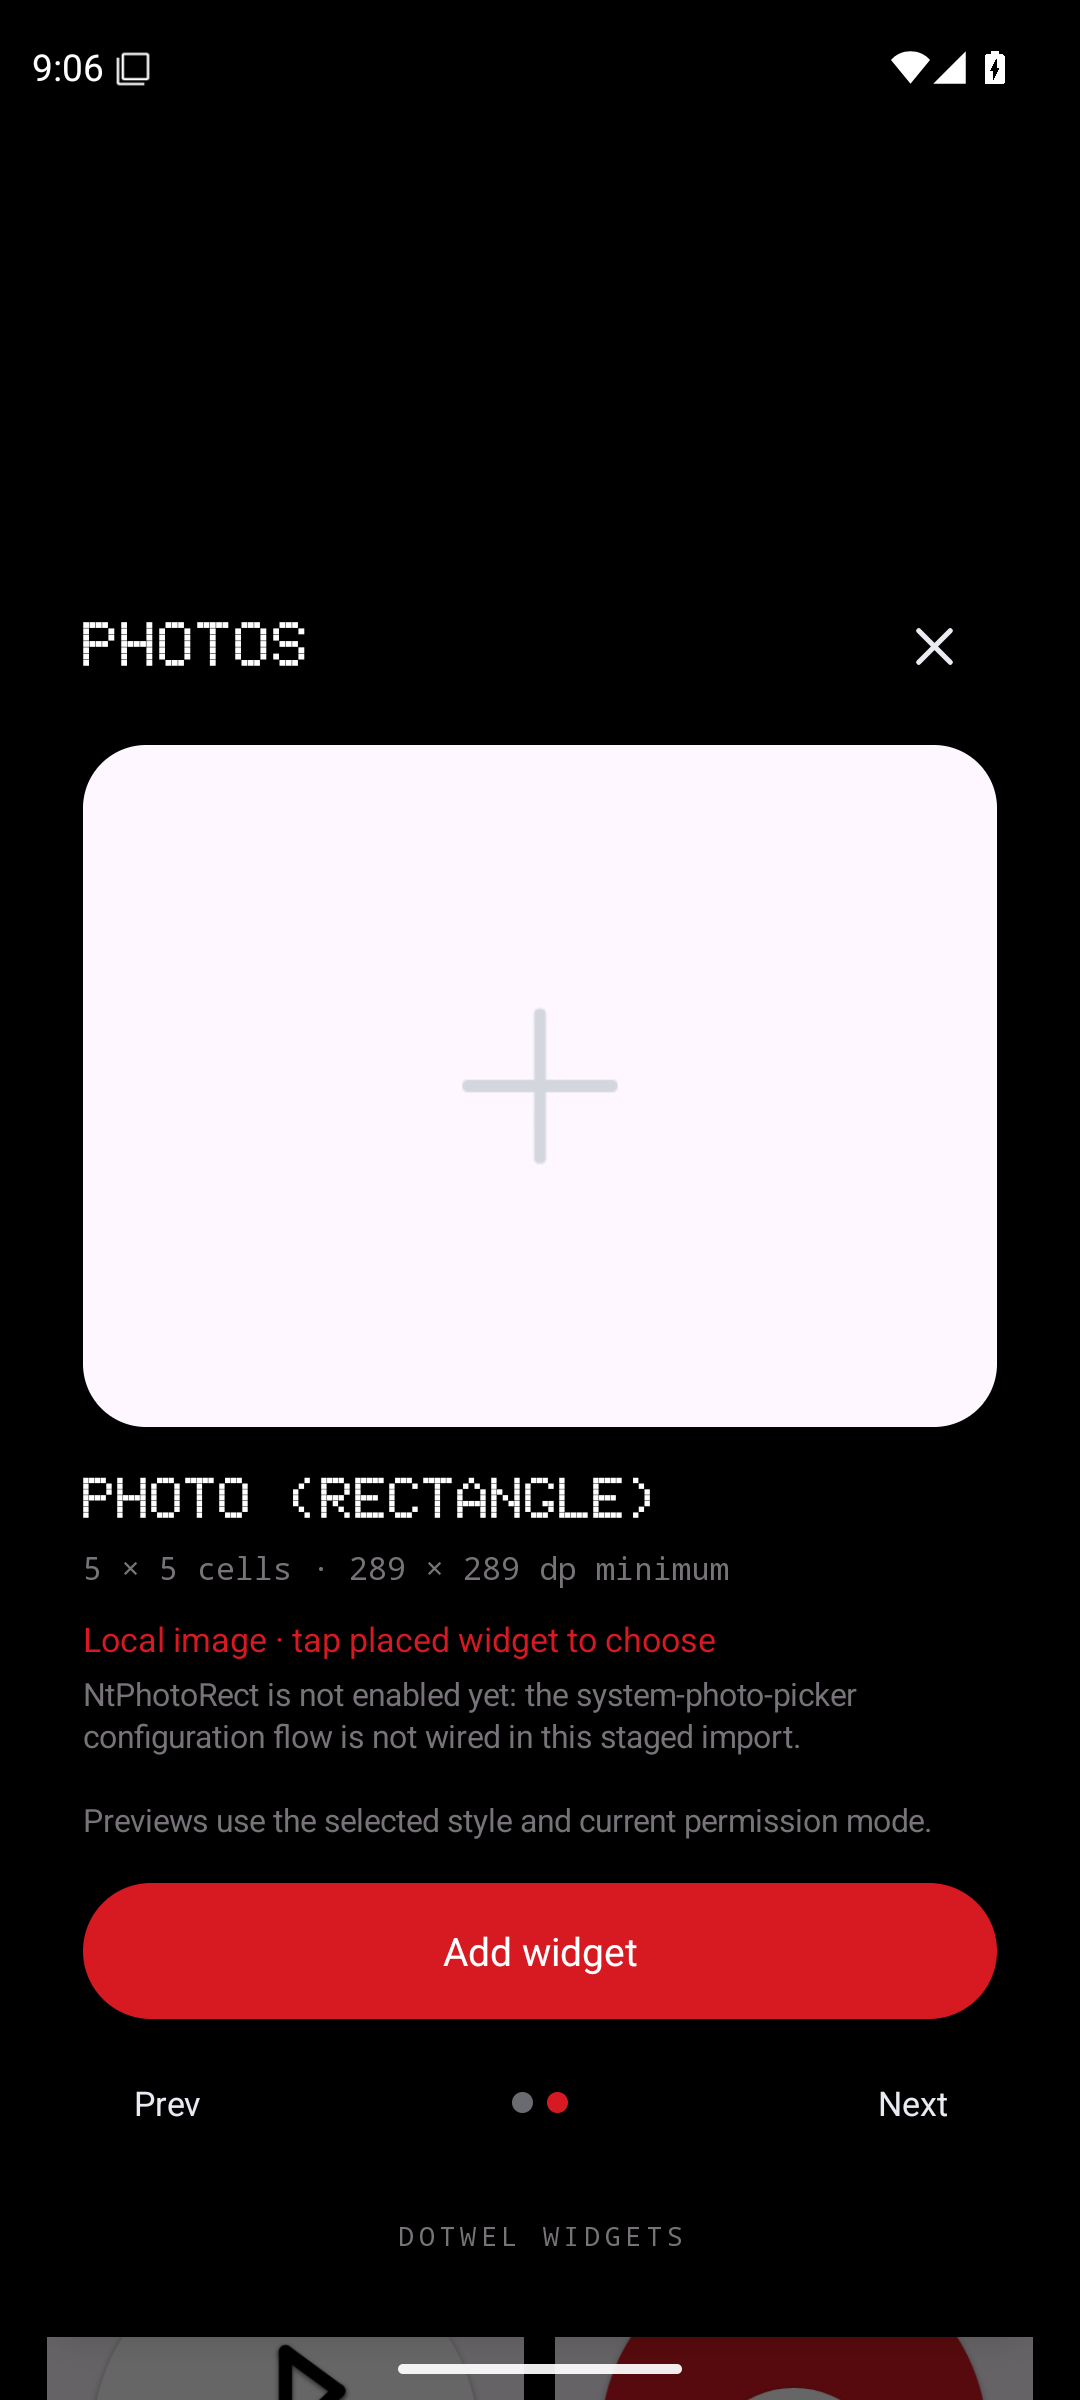 9:06
PHOTOS
PHOTO (RECTANGLE)
5 × 5 cells · 289 × 289 dp minimum
Local image · tap placed widget to choose
NtPhotoRect is not enabled yet: the system-photo-picker
configuration flow is not wired in this staged import.
Previews use the selected style and current permission mode.
Add widget
Prev
Next
DOTWEL WIDGETS